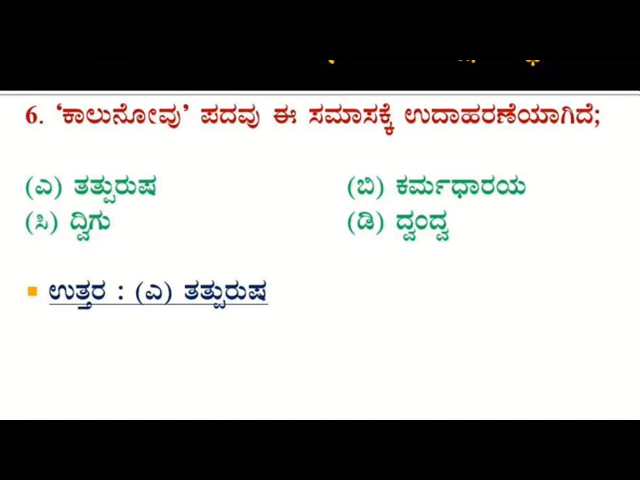 6. ‘ಕಾಲುನೋವು’ ಪದವು ಈ ಸಮಾಸಕ್ಕೆ ಉದಾಹರಣೆಯಾಗಿದೆ;
(ಎ) ತತ್ಪುರುಷ (ಬಿ) ಕರ್ಮಧಾರಯ
(ಸಿ) ದ್ವಿಗು (ಡಿ) ದ್ವಂದ್ವ
▪ ಉತ್ತರ : (ಎ) ತತ್ಪುರುಷ